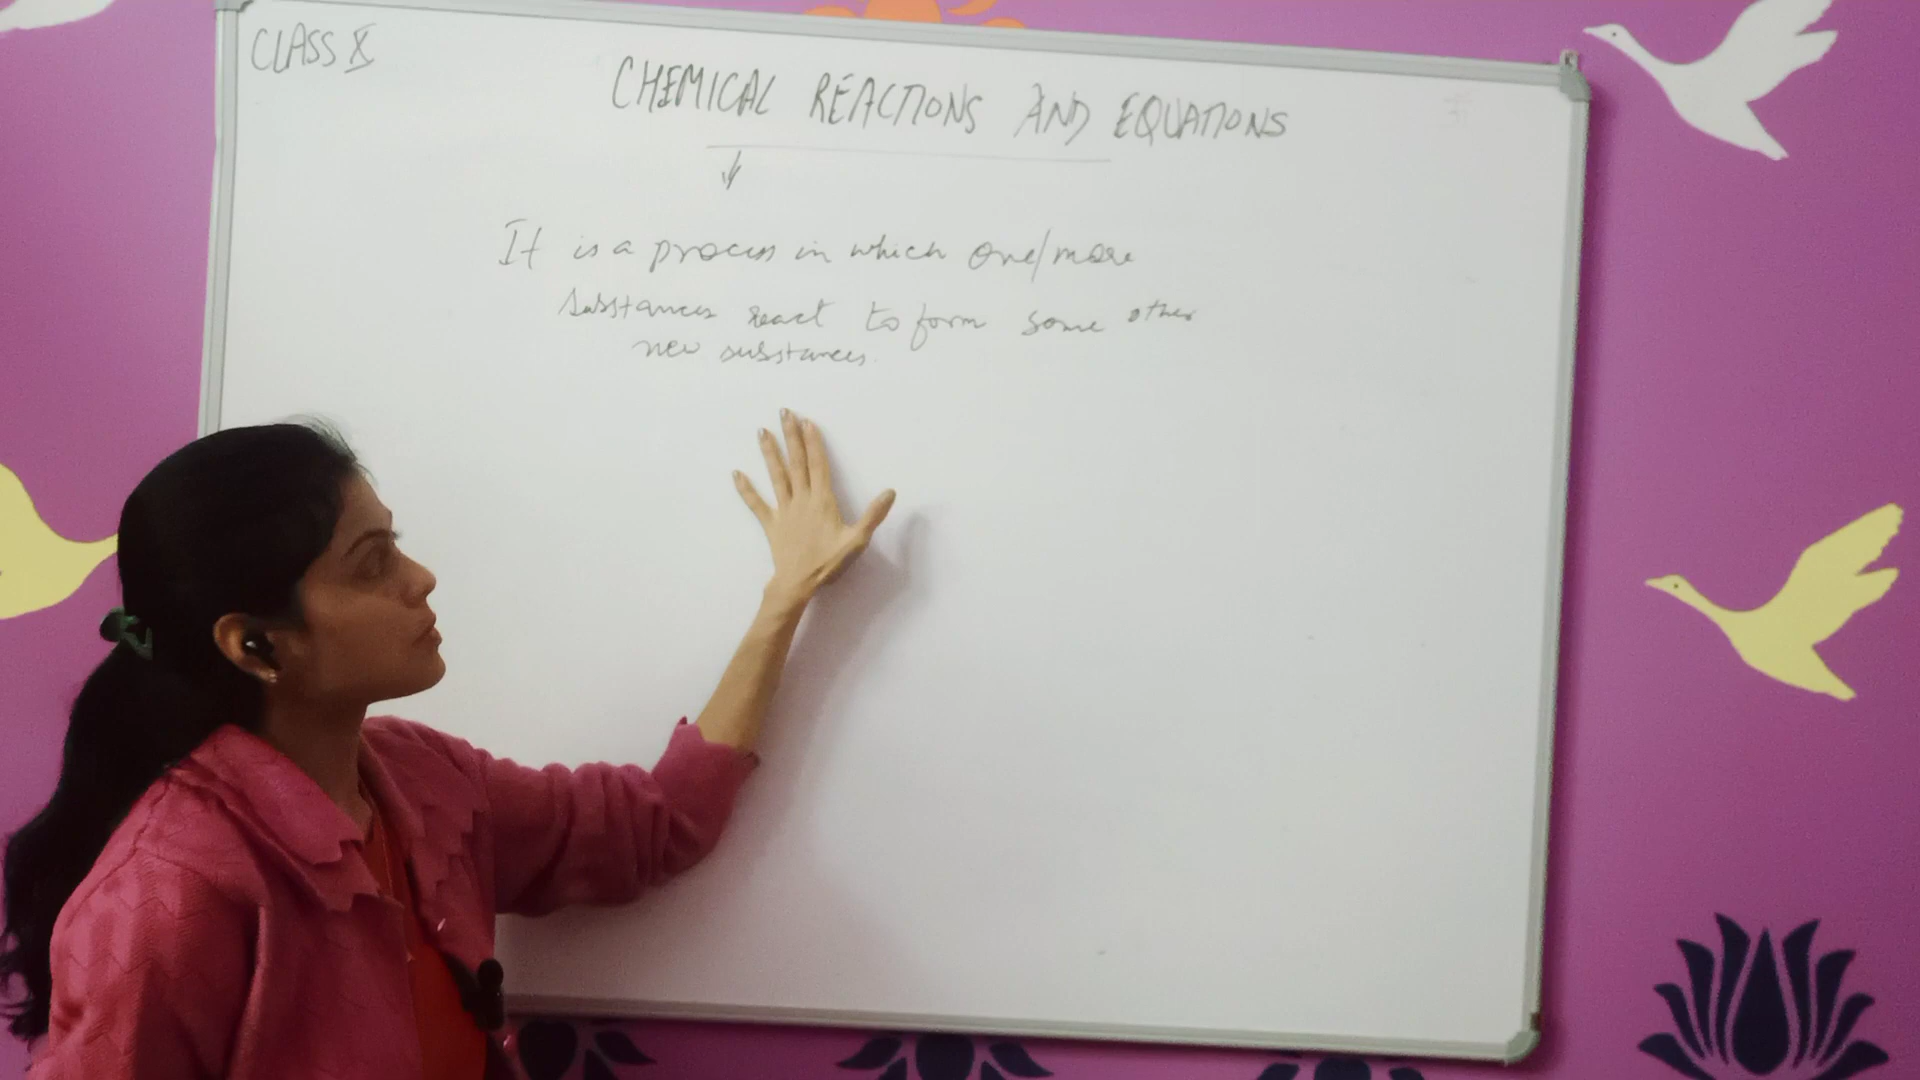 CLASS X
CHEMICAL REACTIONS AND EQUATIONS
It is a process in which one/more
substances react to form some other
new substances.